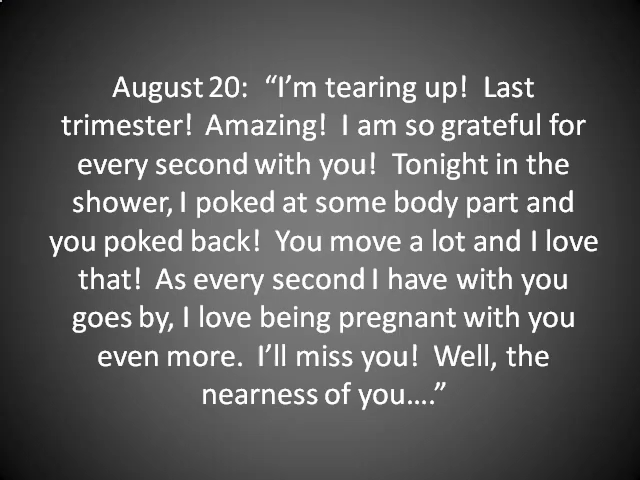 August 20:  “I’m tearing up!  Last
trimester!  Amazing!  I am so grateful for
every second with you!  Tonight in the
shower, I poked at some body part and
you poked back!  You move a lot and I love
that!  As every second I have with you
goes by, I love being pregnant with you
even more.  I’ll miss you!  Well, the
nearness of you….”